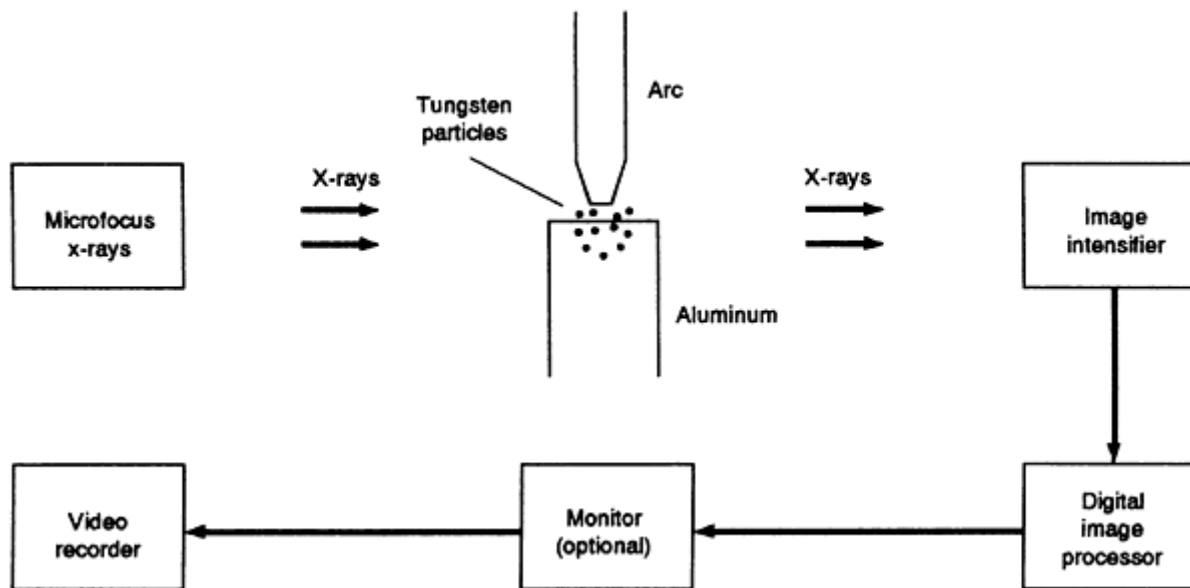 Arc
Tungsten
particles
X-rays
X-rays
Microfocus
x-rays
Image
intensifier
Aluminum
Video
recorder
Monitor
(optional)
Digital
image
processor